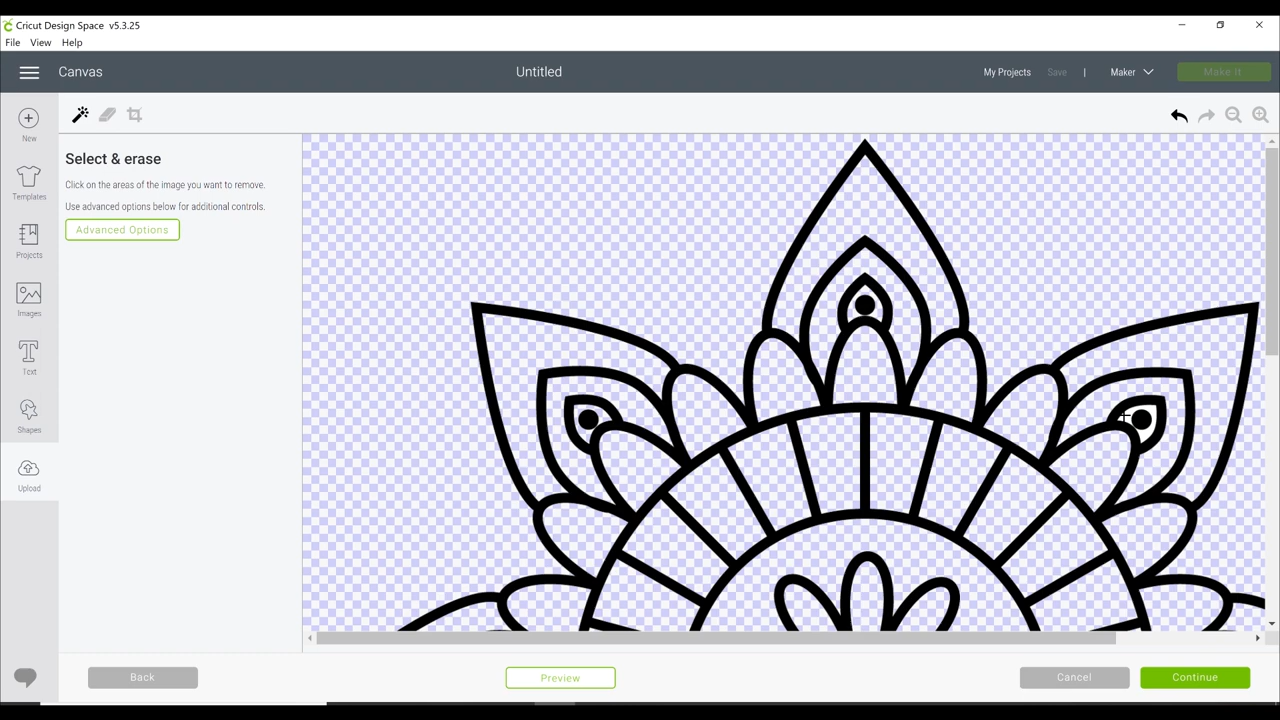 Cricut Design Space v5.3.25
File View Help
Canvas Untitled My Projects Save | Maker Make It
New
Templates
Projects
Images
Text
Shapes
Upload
Select & erase
Click on the areas of the image you want to remove.
Use advanced options below for additional controls.
Advanced Options
Back Preview Cancel Continue